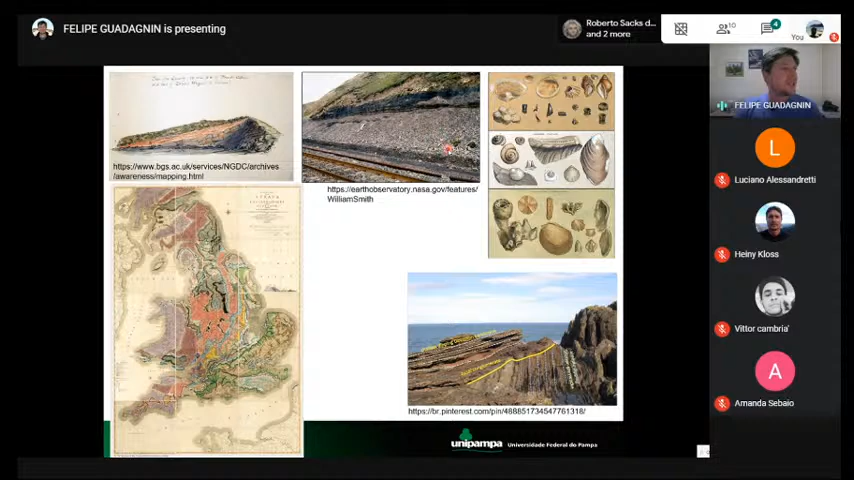 FELIPE GUADAGNIN is presenting
Roberto Sacks d...
and 2 more
10
4
You
FELIPE GUADAGNIN
https://www.bgs.ac.uk/services/NGDC/archives
/awareness/mapping.html
https://earthobservatory.nasa.gov/features/
WilliamSmith
L
Luciano Alessandretti
Heiny Kloss
Vittor cambria'
A
Amanda Sebaio
https://br.pinterest.com/pin/488851734547761318/
unipampa
Universidade Federal do Pampa